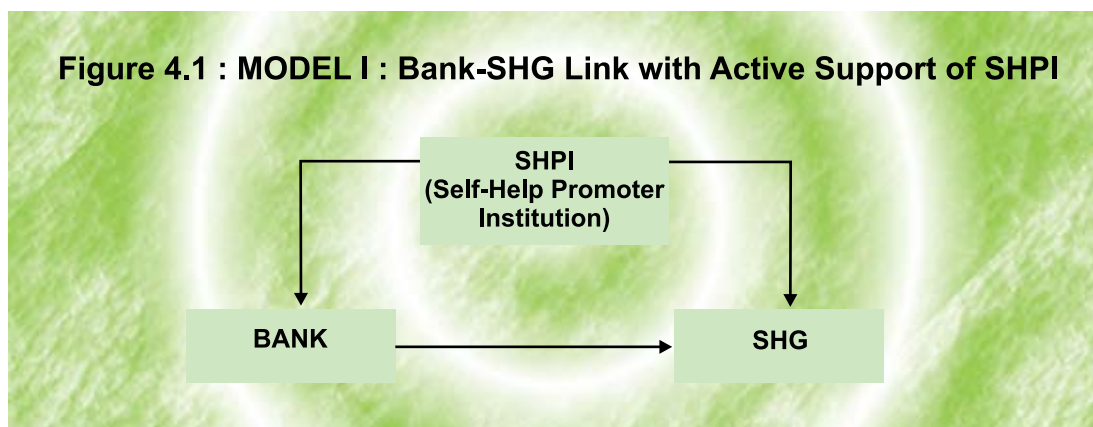 Figure 4.1 : MODEL I : Bank-SHG Link with Active Support of SHPI
SHPI
(Self-Help Promoter
Institution)
BANK
SHG